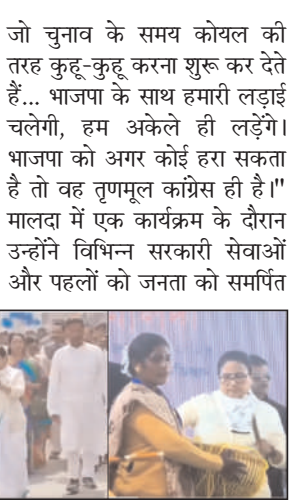 जो चुनाव के समय कोयल की
तरह कुहू-कुहू करना शुरू कर देते
हैं... भाजपा के साथ हमारी लड़ाई
चलेगी, हम अकेले ही लड़ेंगे।
भाजपा को अगर कोई हरा सकता
है तो वह तृणमूल कांग्रेस ही है।"
मालदा में एक कार्यक्रम के दौरान
उन्होंने विभिन्न सरकारी सेवाओं
और पहलों को जनता को समर्पित